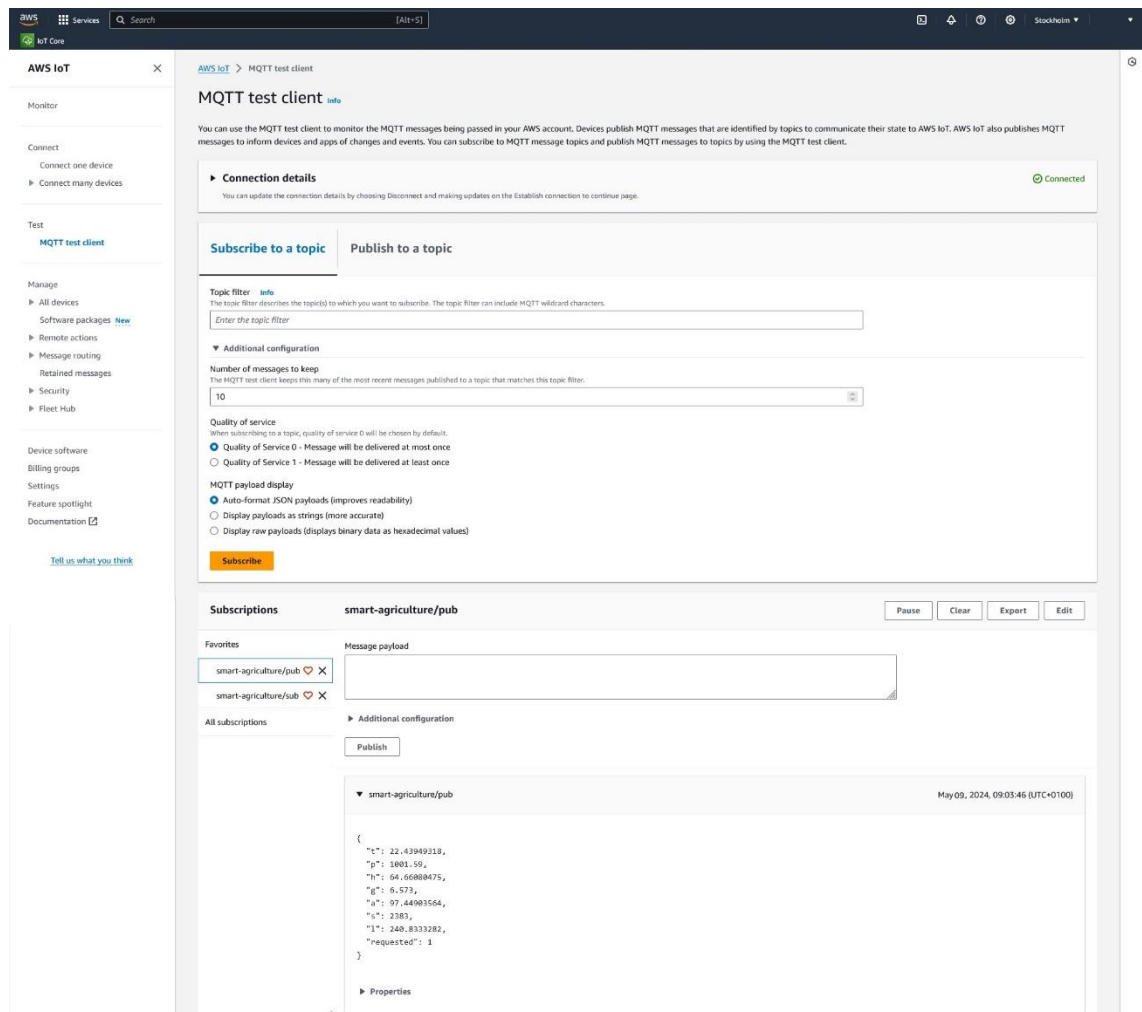 aws
Services
Search
[Alt+S]
Stockholm
IoT Core
AWS IoT
Monitor
Connect
Connect one device
Connect many devices
Test
MQTT test client
Manage
All devices
Software packages New
Remote actions
Message routing
Retained messages
Security
Fleet Hub
Device software
Billing groups
Settings
Feature spotlight
Documentation
Tell us what you think
AWS IoT > MQTT test client
MQTT test client Info
You can use the MQTT test client to monitor the MQTT messages being passed in your AWS account. Devices publish MQTT messages that are identified by topics to communicate their state to AWS IoT. AWS IoT also publishes MQTT
messages to inform devices and apps of changes and events. You can subscribe to MQTT message topics and publish MQTT messages to topics by using the MQTT test client.
Connection details
Connected
You can update the connection details by choosing Disconnect and making updates on the Establish connection to continue page.
Subscribe to a topic
Publish to a topic
Topic filter Info
The topic filter describes the topic(s) to which you want to subscribe. The topic filter can include MQTT wildcard characters.
Enter the topic filter
Additional configuration
Number of messages to keep
The MQTT test client keeps this many of the most recent messages published to a topic that matches this topic filter.
10
Quality of service
When subscribing to a topic, quality of service 0 will be chosen by default.
Quality of Service 0 - Message will be delivered at most once
Quality of Service 1 - Message will be delivered at least once
MQTT payload display
Auto-format JSON payloads (improves readability)
Display payloads as strings (more accurate)
Display raw payloads (displays binary data as hexadecimal values)
Subscribe
Subscriptions
Favorites
smart-agriculture/pub
smart-agriculture/sub
All subscriptions
smart-agriculture/pub
Pause
Clear
Export
Edit
Message payload
Additional configuration
Publish
smart-agriculture/pub
May 09, 2024, 09:03:46 (UTC+0100)
{
"t": 22.43949318,
"p": 1001.59,
"h": 64.66080475,
"g": 6.573,
"a": 97.44903564,
"s": 2383,
"l": 240.8333282,
"requested": 1
}
Properties